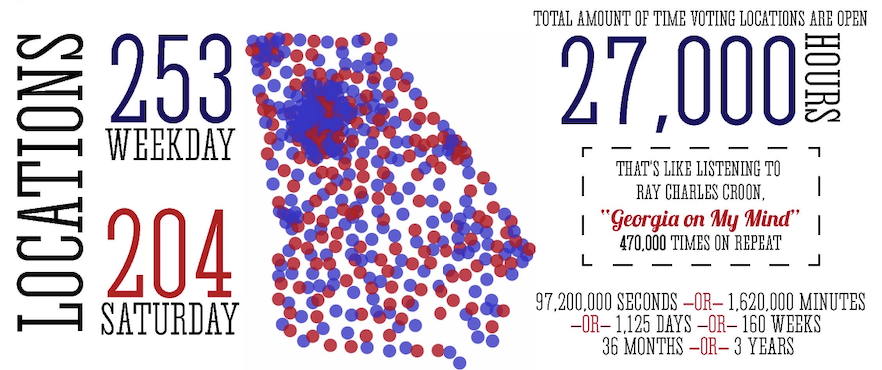 LOCATIONS
253
WEEKDAY
204
SATURDAY
TOTAL AMOUNT OF TIME VOTING LOCATIONS ARE OPEN
27,000
HOURS
THAT'S LIKE LISTENING TO
RAY CHARLES CROON,
"Georgia on My Mind"
470,000 TIMES ON REPEAT
97,200,000 SECONDS –OR– 1,620,000 MINUTES
–OR– 1,125 DAYS –OR– 160 WEEKS
36 MONTHS –OR– 3 YEARS